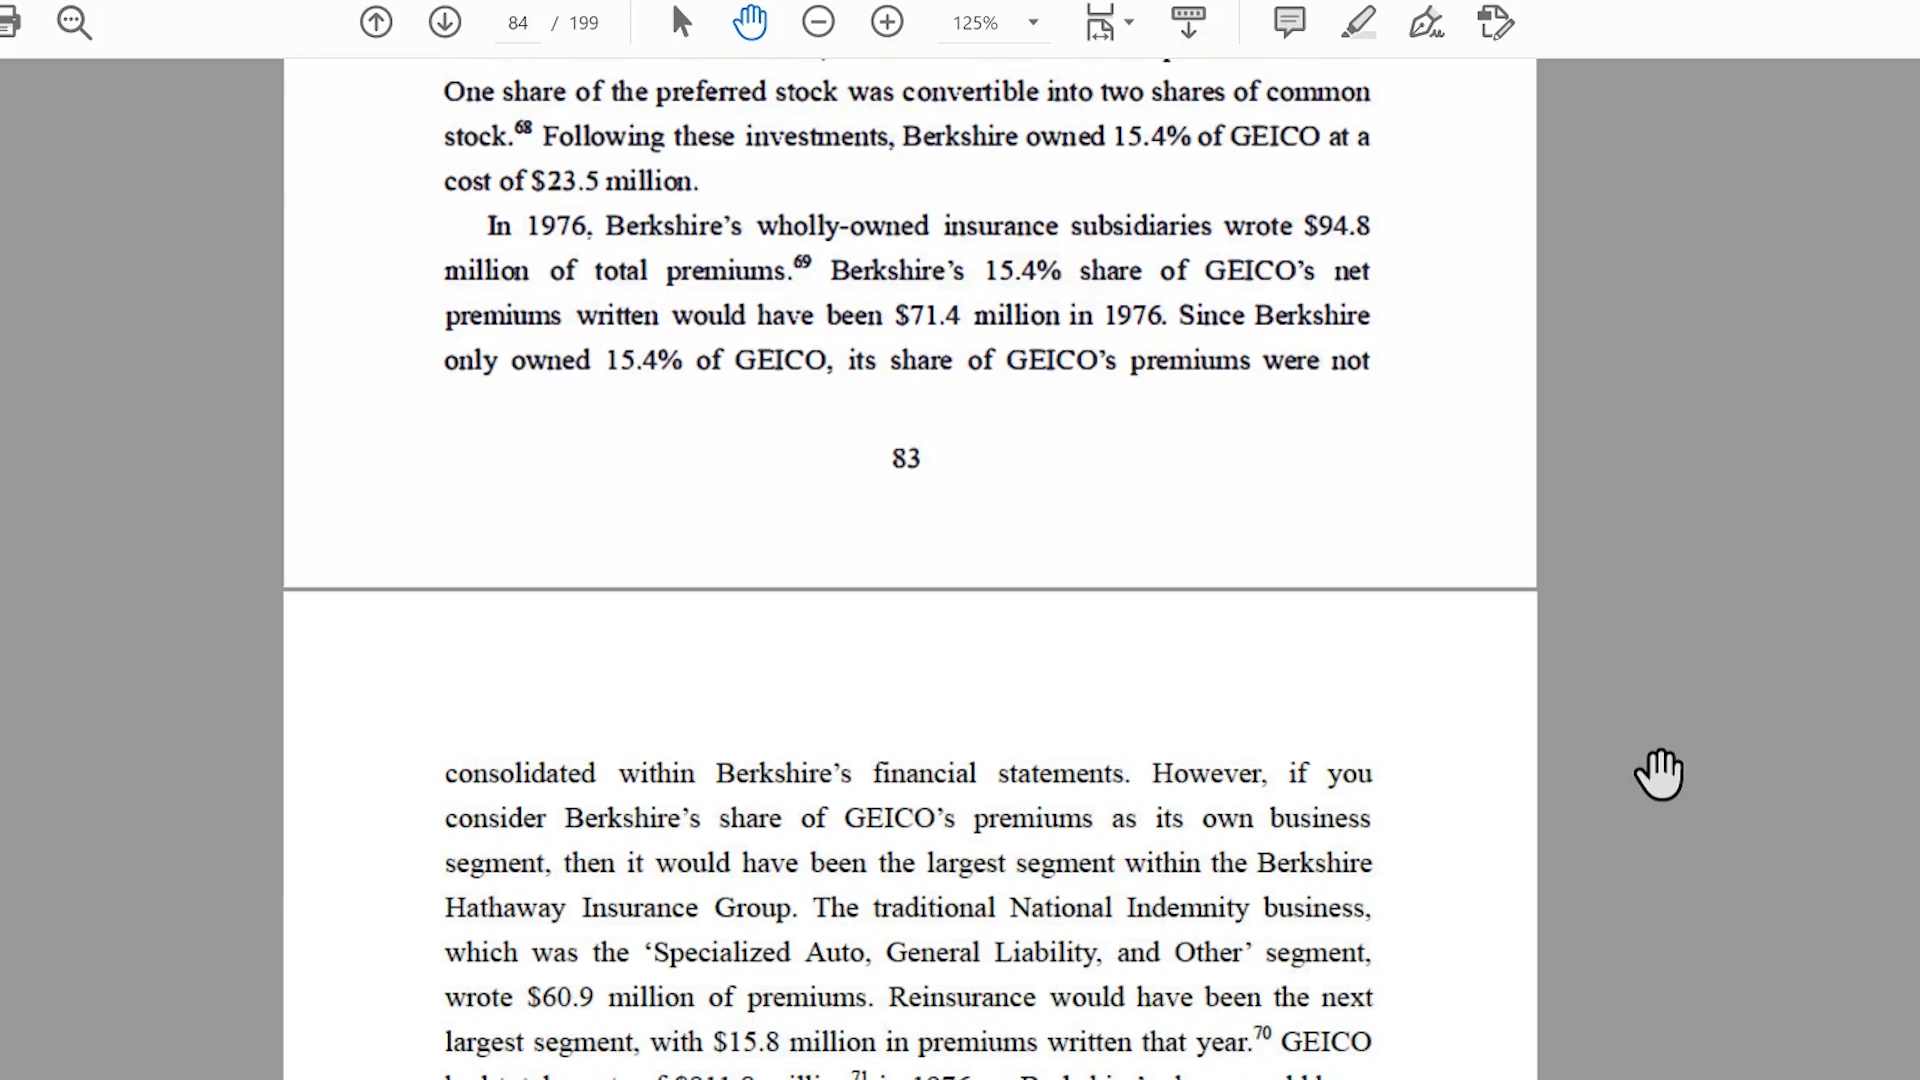 84 / 199
125%
One share of the preferred stock was convertible into two shares of common
stock.68 Following these investments, Berkshire owned 15.4% of GEICO at a
cost of $23.5 million.
In 1976, Berkshire’s wholly-owned insurance subsidiaries wrote $94.8
million of total premiums.69 Berkshire’s 15.4% share of GEICO’s net
premiums written would have been $71.4 million in 1976. Since Berkshire
only owned 15.4% of GEICO, its share of GEICO’s premiums were not
83
consolidated within Berkshire’s financial statements. However, if you
consider Berkshire’s share of GEICO’s premiums as its own business
segment, then it would have been the largest segment within the Berkshire
Hathaway Insurance Group. The traditional National Indemnity business,
which was the ‘Specialized Auto, General Liability, and Other’ segment,
wrote $60.9 million of premiums. Reinsurance would have been the next
largest segment, with $15.8 million in premiums written that year.70 GEICO